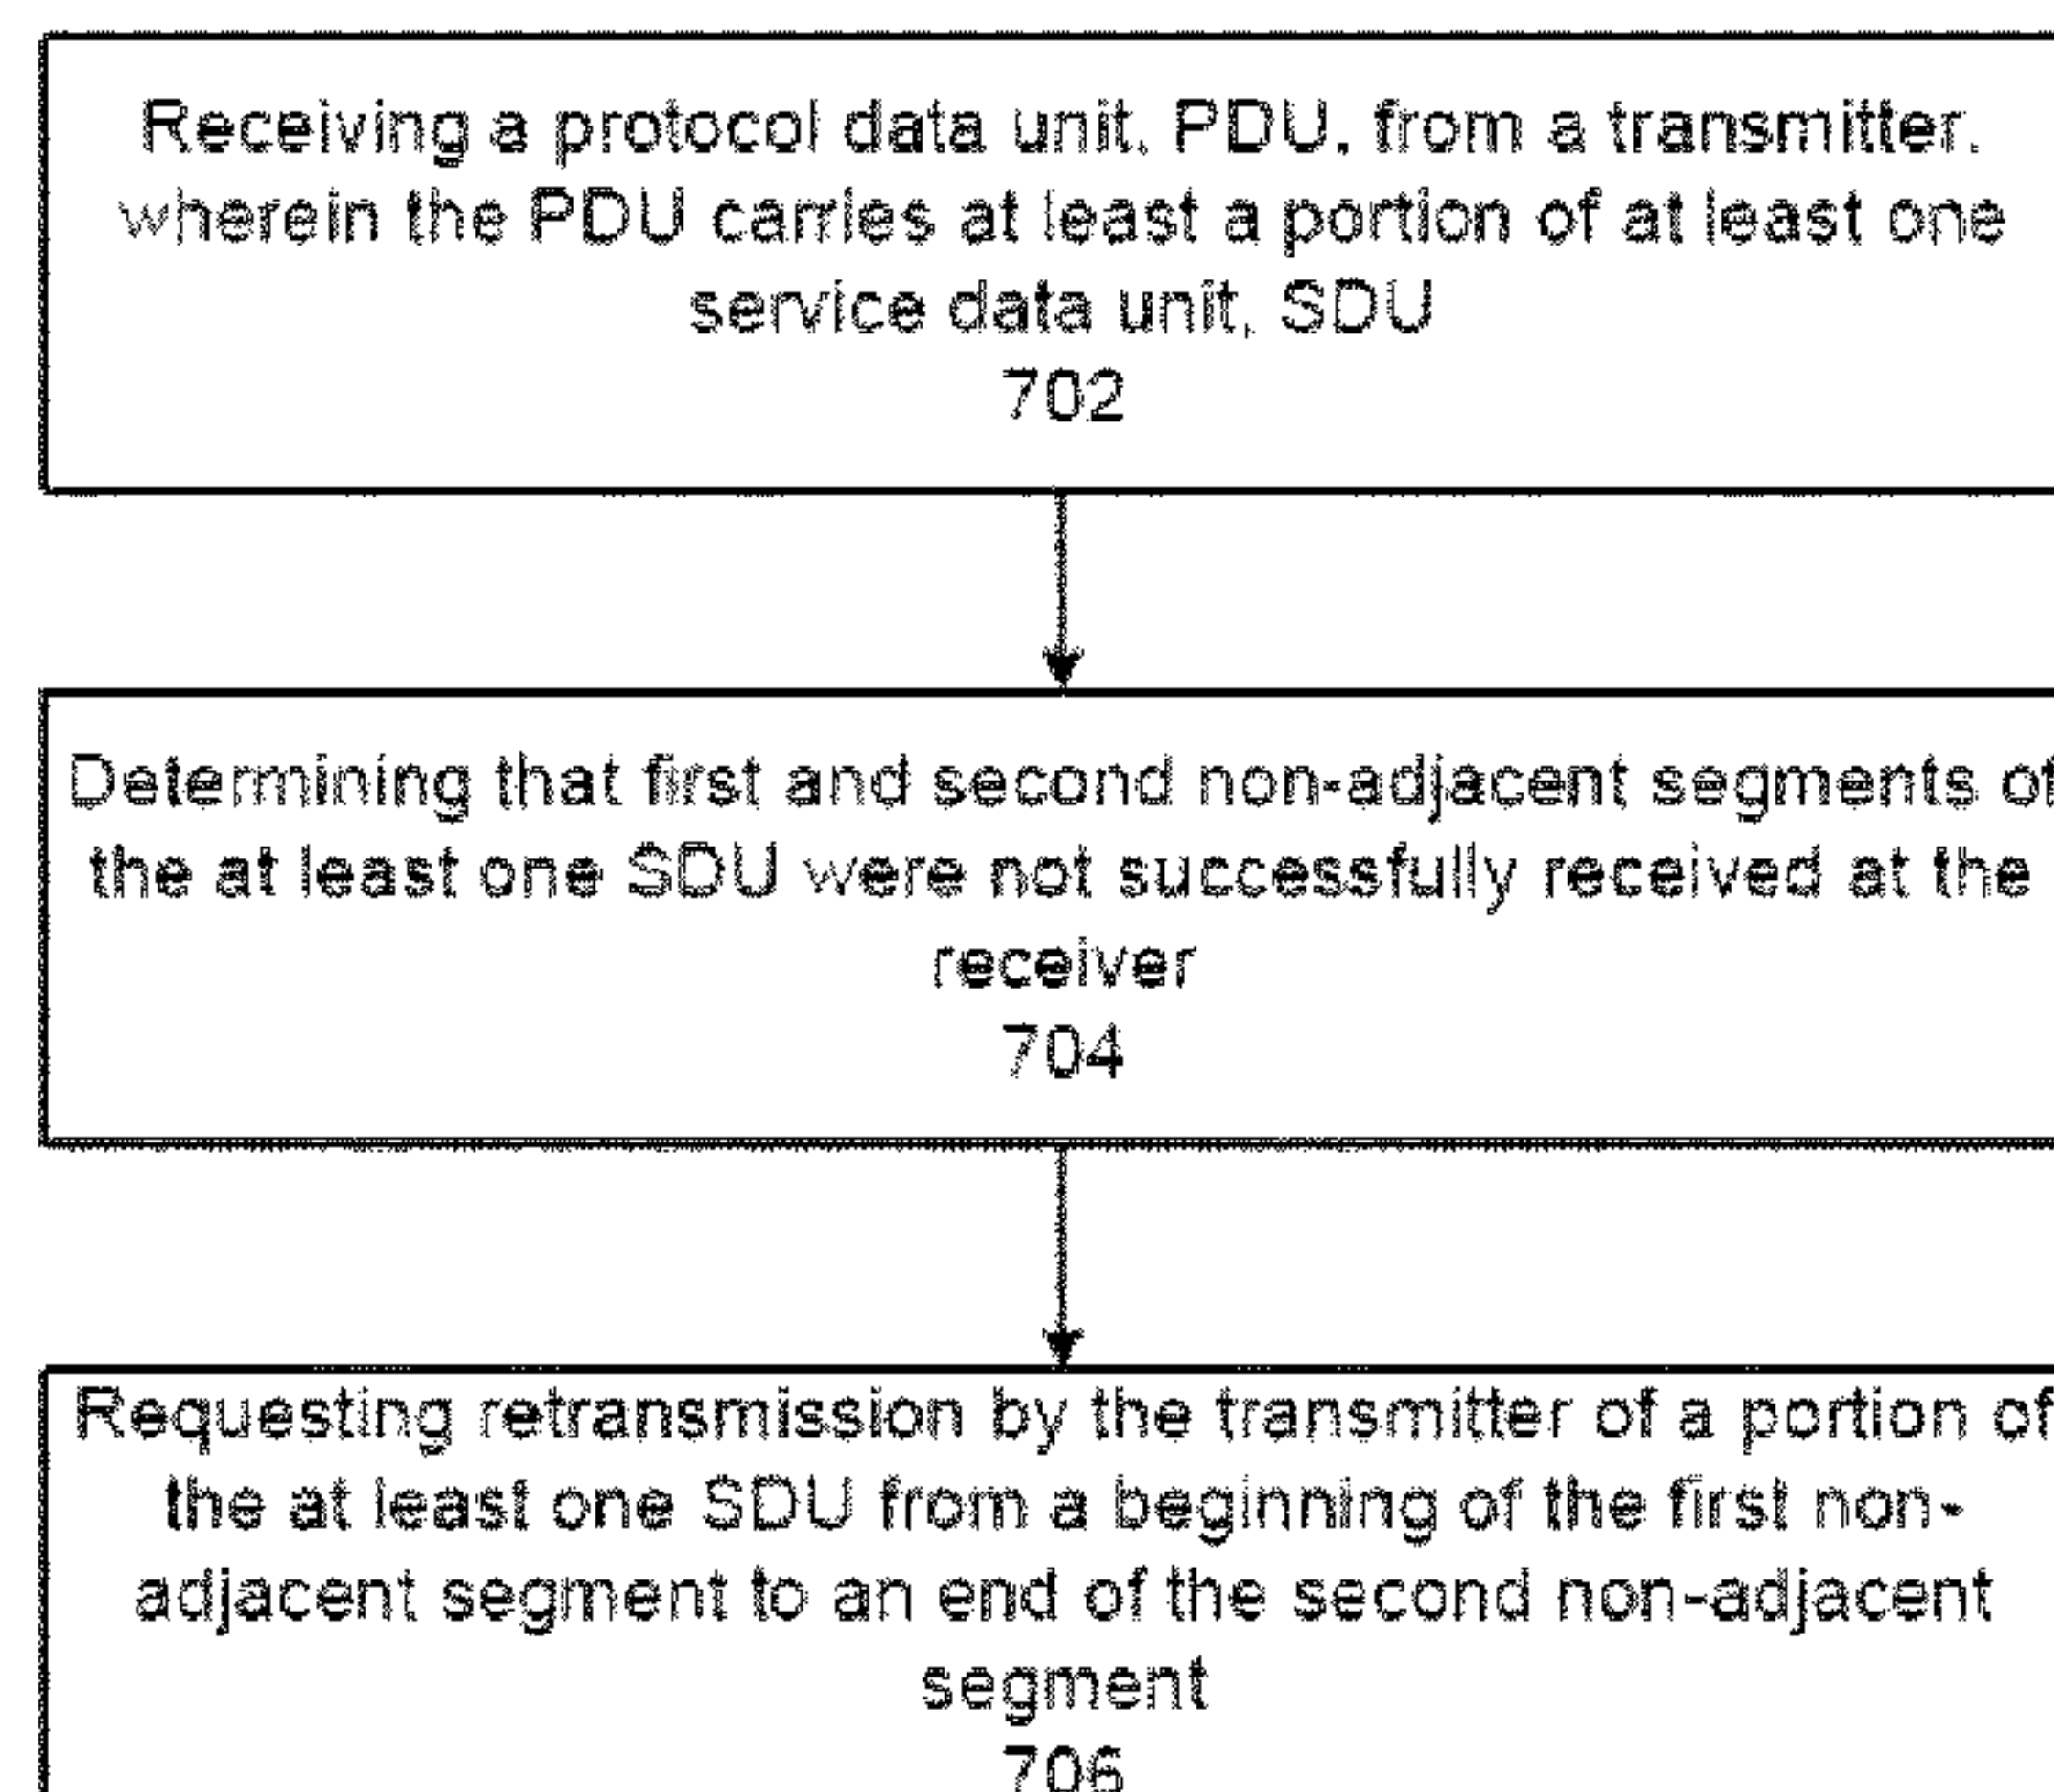 Receiving a protocol data unit, PDU, from a transmitter,
wherein the PDU carries at least a portion of at least one
service data unit, SDU
702
Determining that first and second non-adjacent segments of
the at least one SDU were not successfully received at the
receiver
704
Requesting retransmission by the transmitter of a portion of
the at least one SDU from a beginning of the first non-
adjacent segment to an end of the second non-adjacent
segment
706